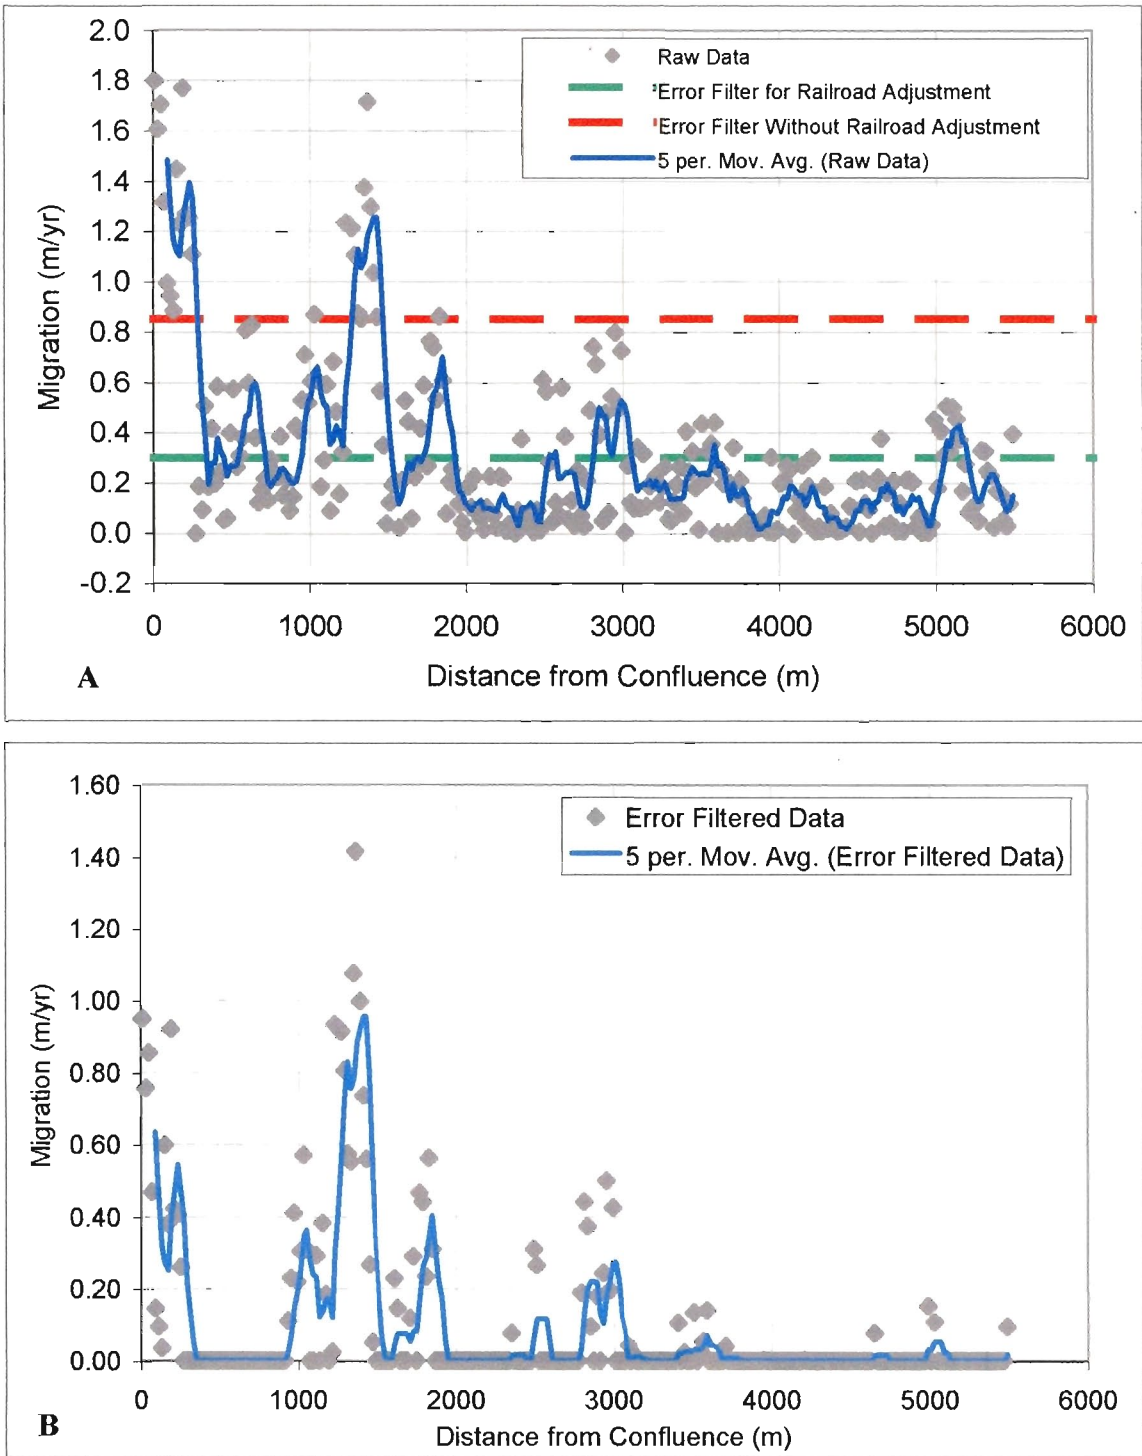 2.0
1.8
1.6
1.4
1.2
1.0
0.8
0.6
0.4
0.2
0.0
-0.2
Migration (m/yr)
Raw Data
Error Filter for Railroad Adjustment
Error Filter Without Railroad Adjustment
5 per. Mov. Avg. (Raw Data)
0 1000 2000 3000 4000 5000 6000
Distance from Confluence (m)
A
1.60
1.40
1.20
1.00
0.80
0.60
0.40
0.20
0.00
Migration (m/yr)
Error Filtered Data
5 per. Mov. Avg. (Error Filtered Data)
0 1000 2000 3000 4000 5000 6000
Distance from Confluence (m)
B